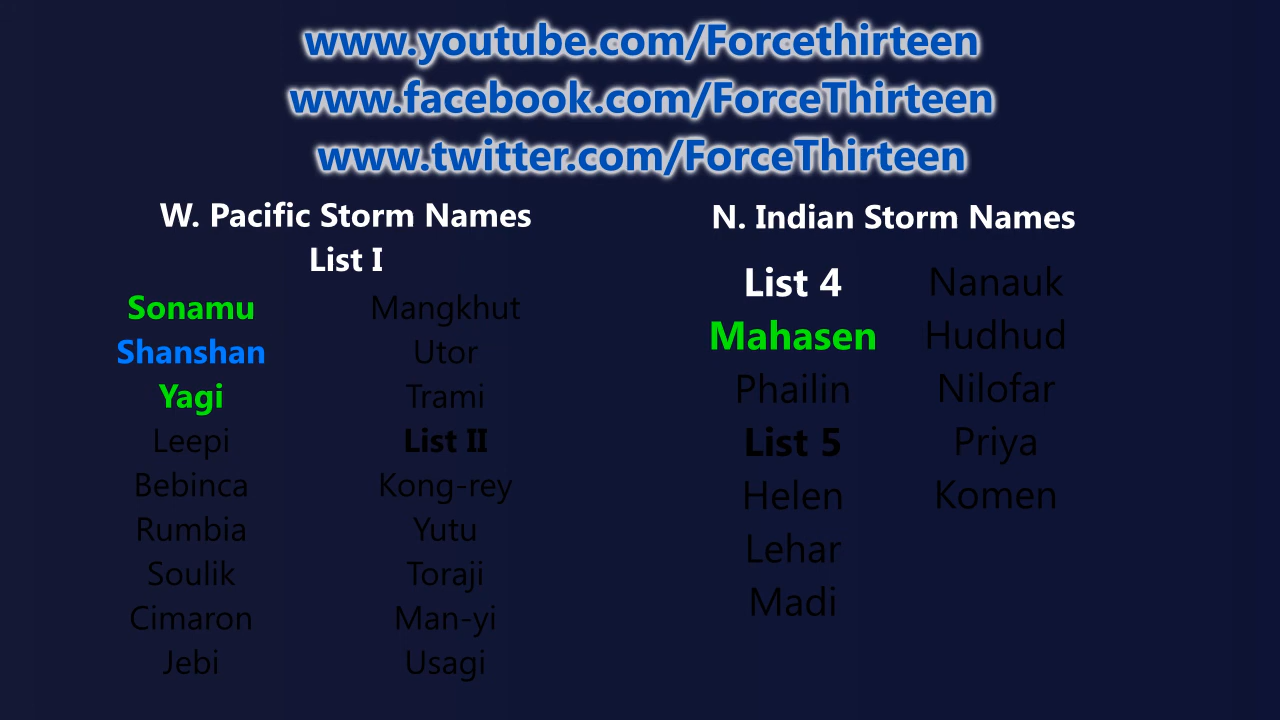 www.youtube.com/Forcethirteen
www.facebook.com/ForceThirteen
www.twitter.com/ForceThirteen
W. Pacific Storm Names
List I
Sonamu
Shanshan
Yagi
Leepi
Bebinca
Rumbia
Soulik
Cimaron
Jebi
Mangkhut
Utor
Trami
List II
Kong-rey
Yutu
Toraji
Man-yi
Usagi
N. Indian Storm Names
List 4
Mahasen
Phailin
List 5
Helen
Lehar
Madi
Nanauk
Hudhud
Nilofar
Priya
Komen